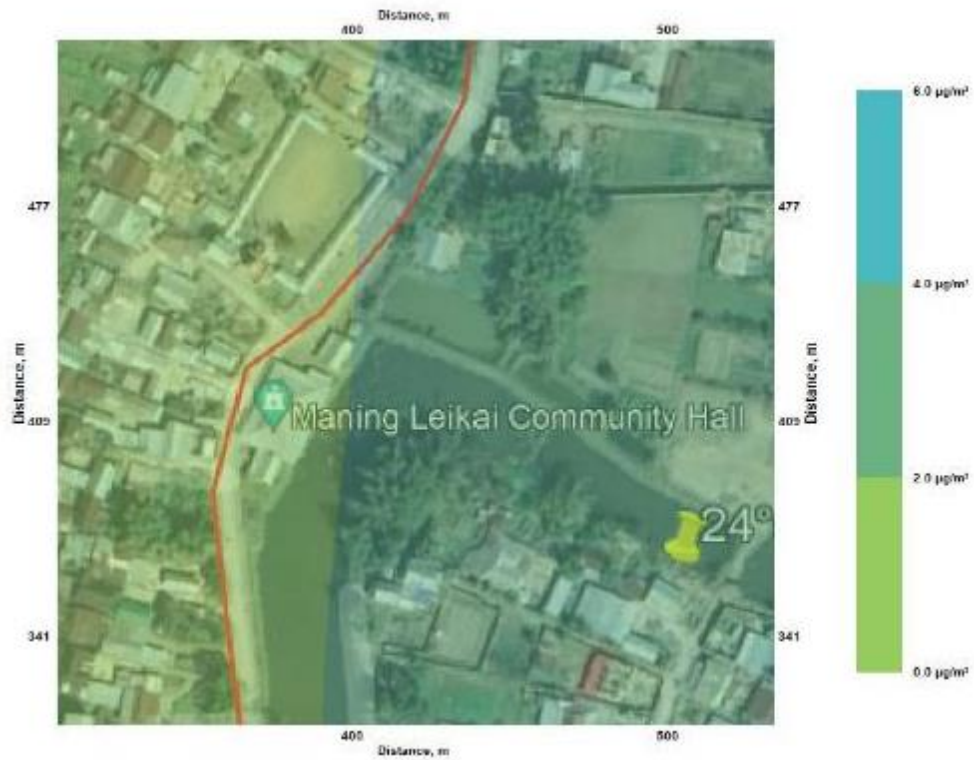 Distance, m
400 500
6.0 µg/m³
477 477
4.0 µg/m³
Distance, m
Distance, m
Maning Leikai Community Hall
409 409
2.0 µg/m³
24°
341 341
0.0 µg/m³
400 500
Distance, m